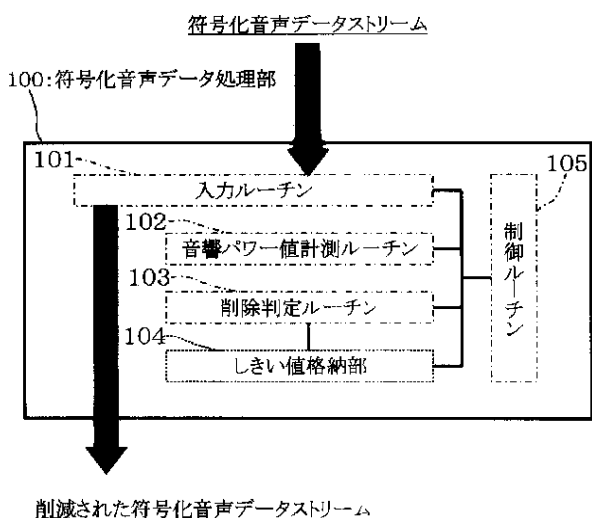 符号化音声データストリーム
100:符号化音声データ処理部
101
入力ルーチン
105
制御ルーチン
102
音響パワー値計測ルーチン
103
削除判定ルーチン
104
しきい値格納部
削減された符号化音声データストリーム